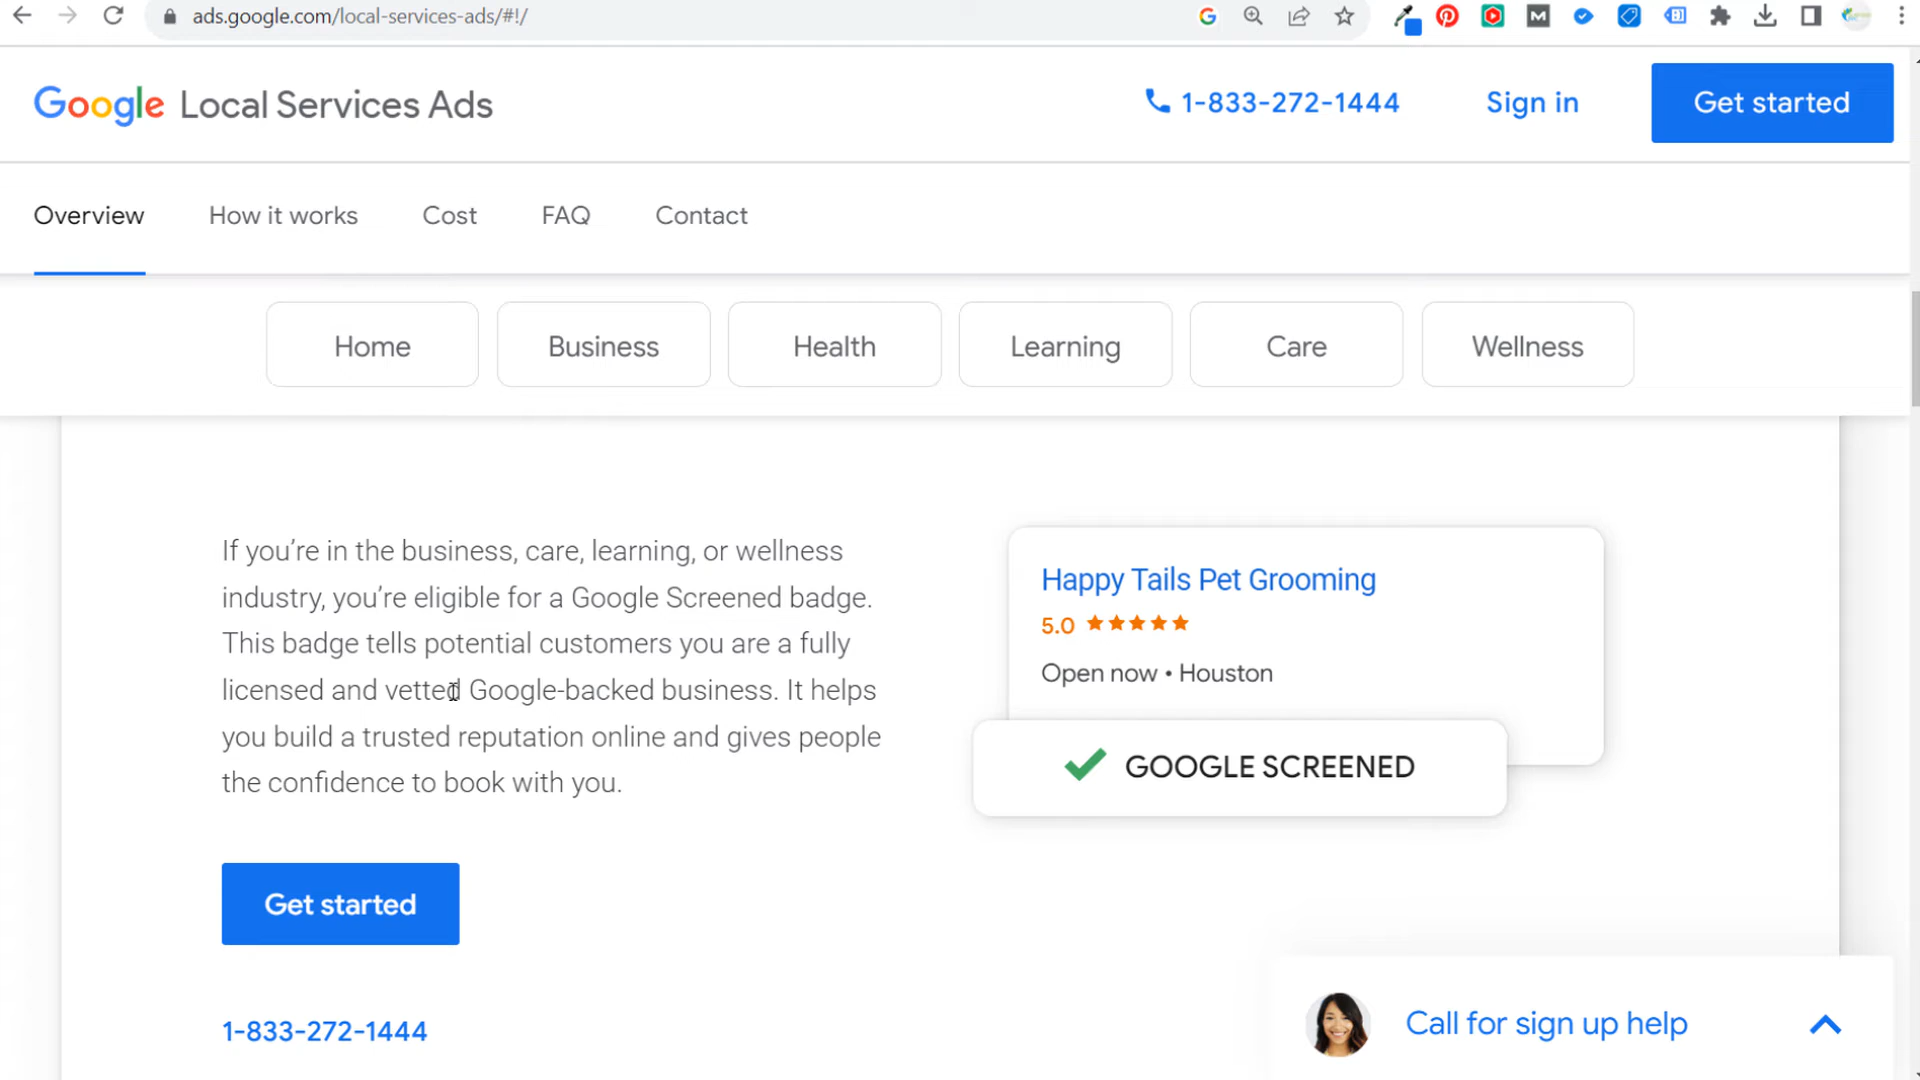 ads.google.com/local-services-ads/#!/
Google Local Services Ads
1-833-272-1444
Sign in
Get started
Overview
How it works
Cost
FAQ
Contact
Home
Business
Health
Learning
Care
Wellness
If you’re in the business, care, learning, or wellness
industry, you’re eligible for a Google Screened badge.
This badge tells potential customers you are a fully
licensed and vetted Google-backed business. It helps
you build a trusted reputation online and gives people
the confidence to book with you.
Happy Tails Pet Grooming
5.0
Open now • Houston
GOOGLE SCREENED
Get started
1-833-272-1444
Call for sign up help